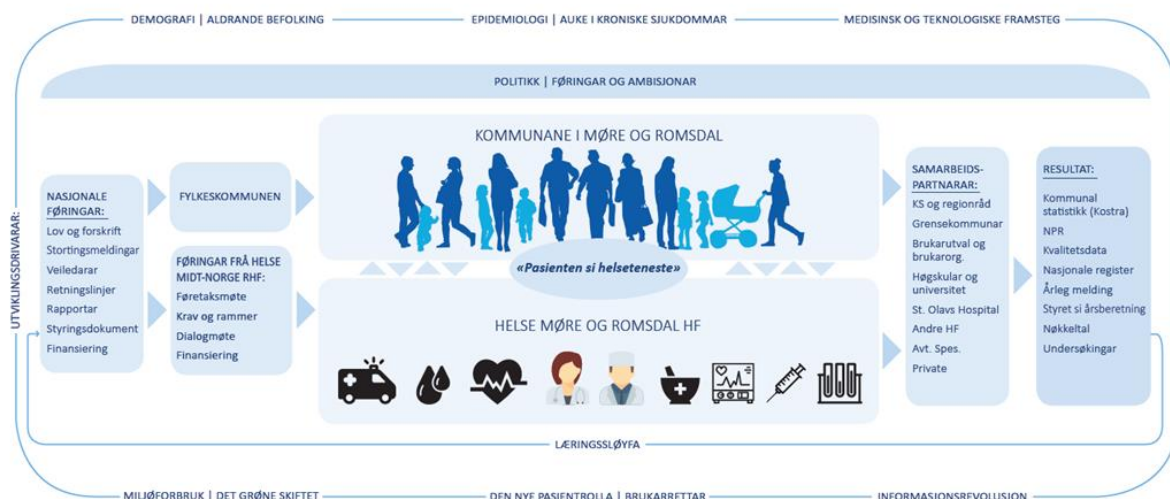 DEMOGRAFI | ALDRANDE BEFOLKING
EPIDEMIOLOGI | AUKE I KRONISKE SJUKDOMMAR
MEDISINSK OG TEKNOLOGISKE FRAMSTEG
UTVIKLINGSDRIVARAR:
POLITIKK | FØRINGAR OG AMBISJONAR
NASJONALE
FØRINGAR:
Lov og forskrift
Stortingsmeldingar
Veiledarar
Retningslinjer
Rapportar
Styringsdokument
Finansiering
FYLKESKOMMUNEN
FØRINGAR FRÅ HELSE
MIDT-NORGE RHF:
Føretaksmøte
Krav og rammer
Dialogmøte
Finansiering
KOMMUNANE I MØRE OG ROMSDAL
«Pasienten si helseteneste»
HELSE MØRE OG ROMSDAL HF
SAMARBEIDS-
PARTNARAR:
KS og regionråd
Grensekommunar
Brukarutval og
brukarorg.
Høgskular og
universitet
St. Olavs Hospital
Andre HF
Avt. Spes.
Private
RESULTAT:
Kommunal
statistikk (Kostra)
NPR
Kvalitetsdata
Nasjonale register
Årleg melding
Styret si årsberetning
Nøkkeltal
Undersøkingar
LÆRINGSSLØYFA
MILJØFORBRUK | DET GRØNE SKIFTET
DEN NYE PASIENTROLLA | BRUKARRETTAR
INFORMASJONSREVOLUSJON